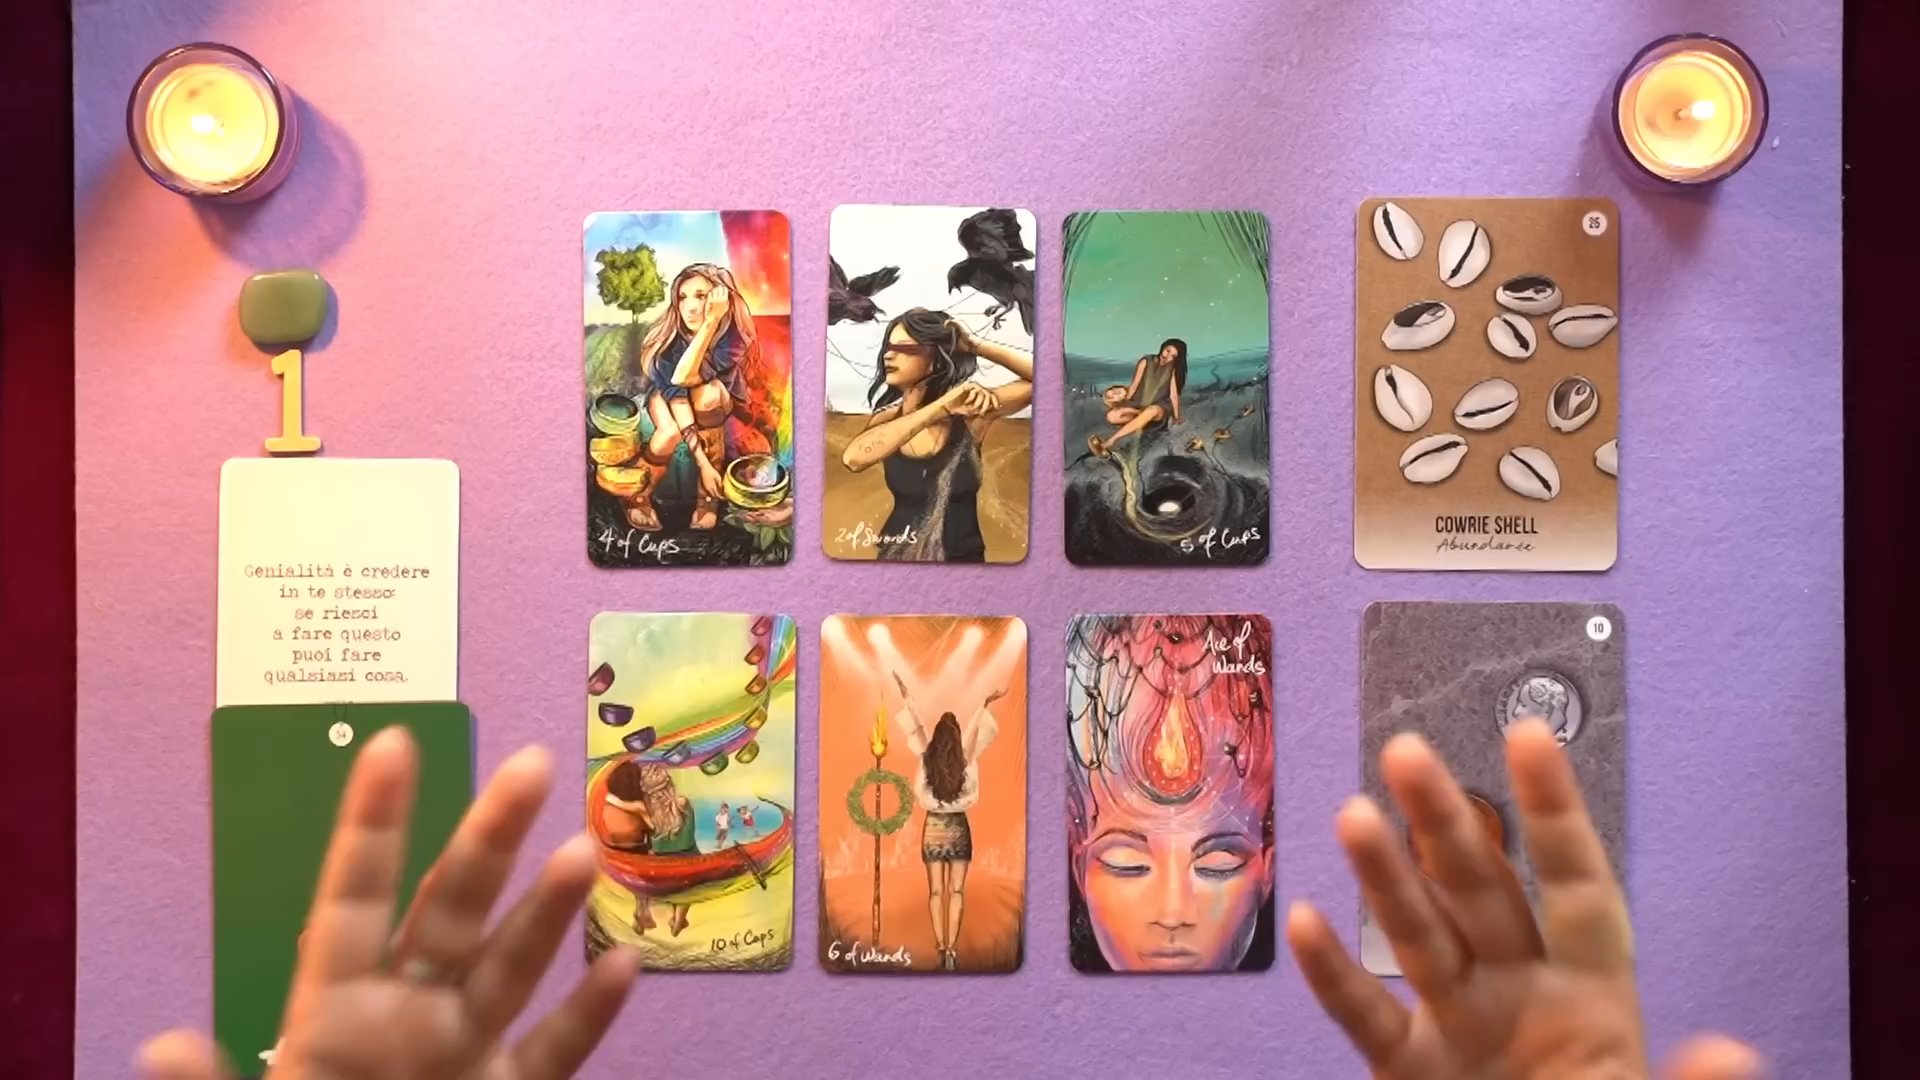 1
Genialità è credere
in te stesso:
se riesci
a fare questo
puoi fare
qualsiasi cosa
34
4 of Cups
2 of Swords
5 of Cups
25
COWRIE SHELL
Abundance
10 of Cups
6 of Wands
Ace of
Wands
10